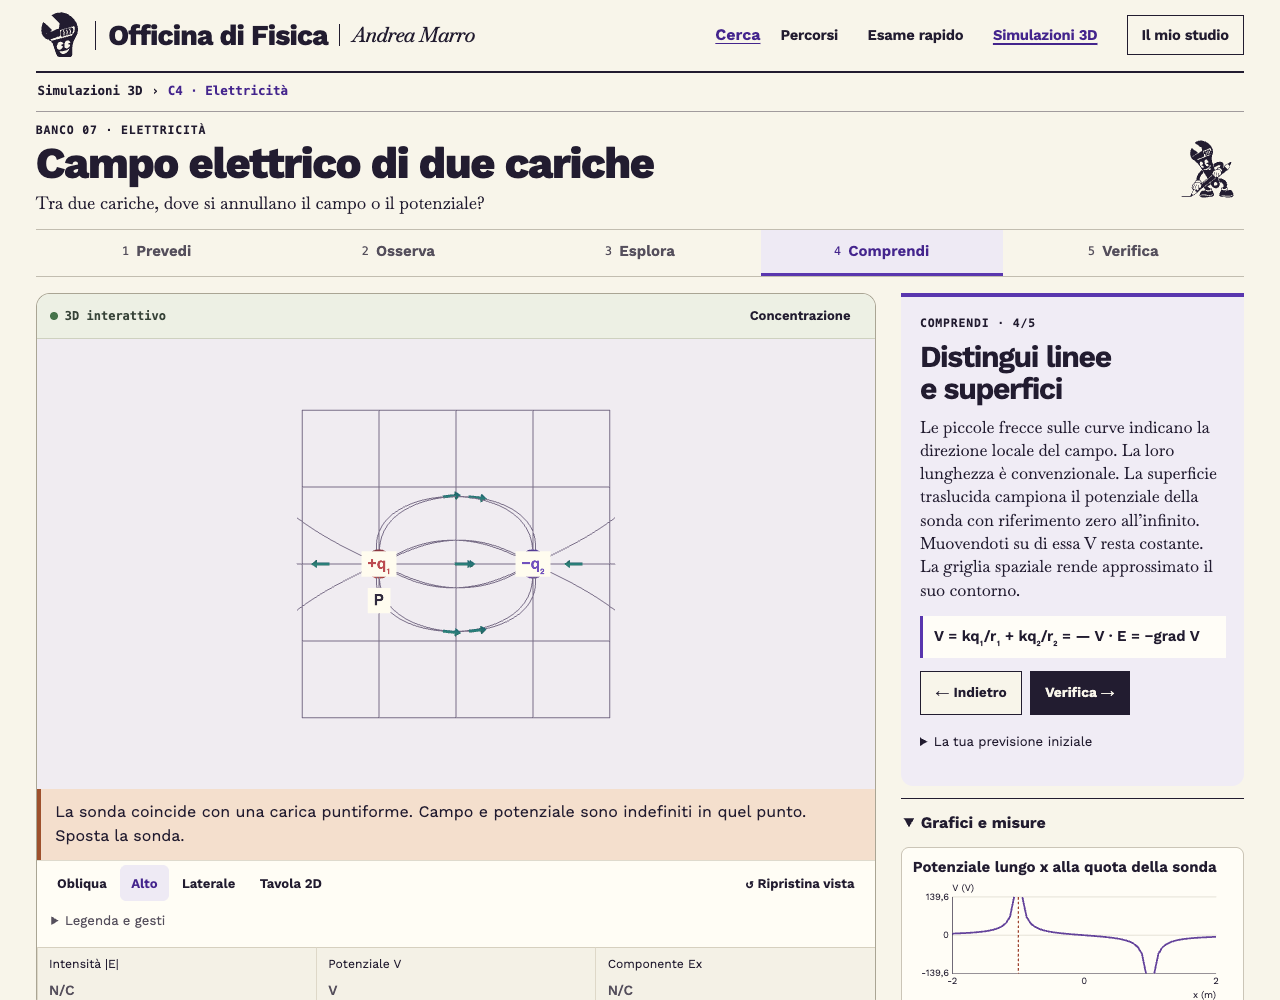 Officina di Fisica
Andrea Marro
Cerca
Percorsi
Esame rapido
Simulazioni 3D
Il mio studio
Simulazioni 3D › C4 · Elettricità
BANCO 07 · ELETTRICITÀ
Campo elettrico di due cariche
Tra due cariche, dove si annullano il campo o il potenziale?
1 Prevedi
2 Osserva
3 Esplora
4 Comprendi
5 Verifica
3D interattivo
Concentrazione
+q₁
−q₂
P
La sonda coincide con una carica puntiforme. Campo e potenziale sono indefiniti in quel punto.
Sposta la sonda.
Obliqua
Alto
Laterale
Tavola 2D
↺ Ripristina vista
▶ Legenda e gesti
Intensità |E|
N/C
Potenziale V
V
Componente Ex
N/C
COMPRENDI · 4/5
Distingui linee
e superfici
Le piccole frecce sulle curve indicano la
direzione locale del campo. La loro
lunghezza è convenzionale. La superficie
traslucida campiona il potenziale della
sonda con riferimento zero all’infinito.
Muovendoti su di essa V resta costante.
La griglia spaziale rende approssimato il
suo contorno.
V = kq₁/r₁ + kq₂/r₂ = — V · E = −grad V
← Indietro
Verifica →
▶ La tua previsione iniziale
▼ Grafici e misure
Potenziale lungo x alla quota della sonda
V (V)
139,6
0
-139,6
-2
0
2
x (m)